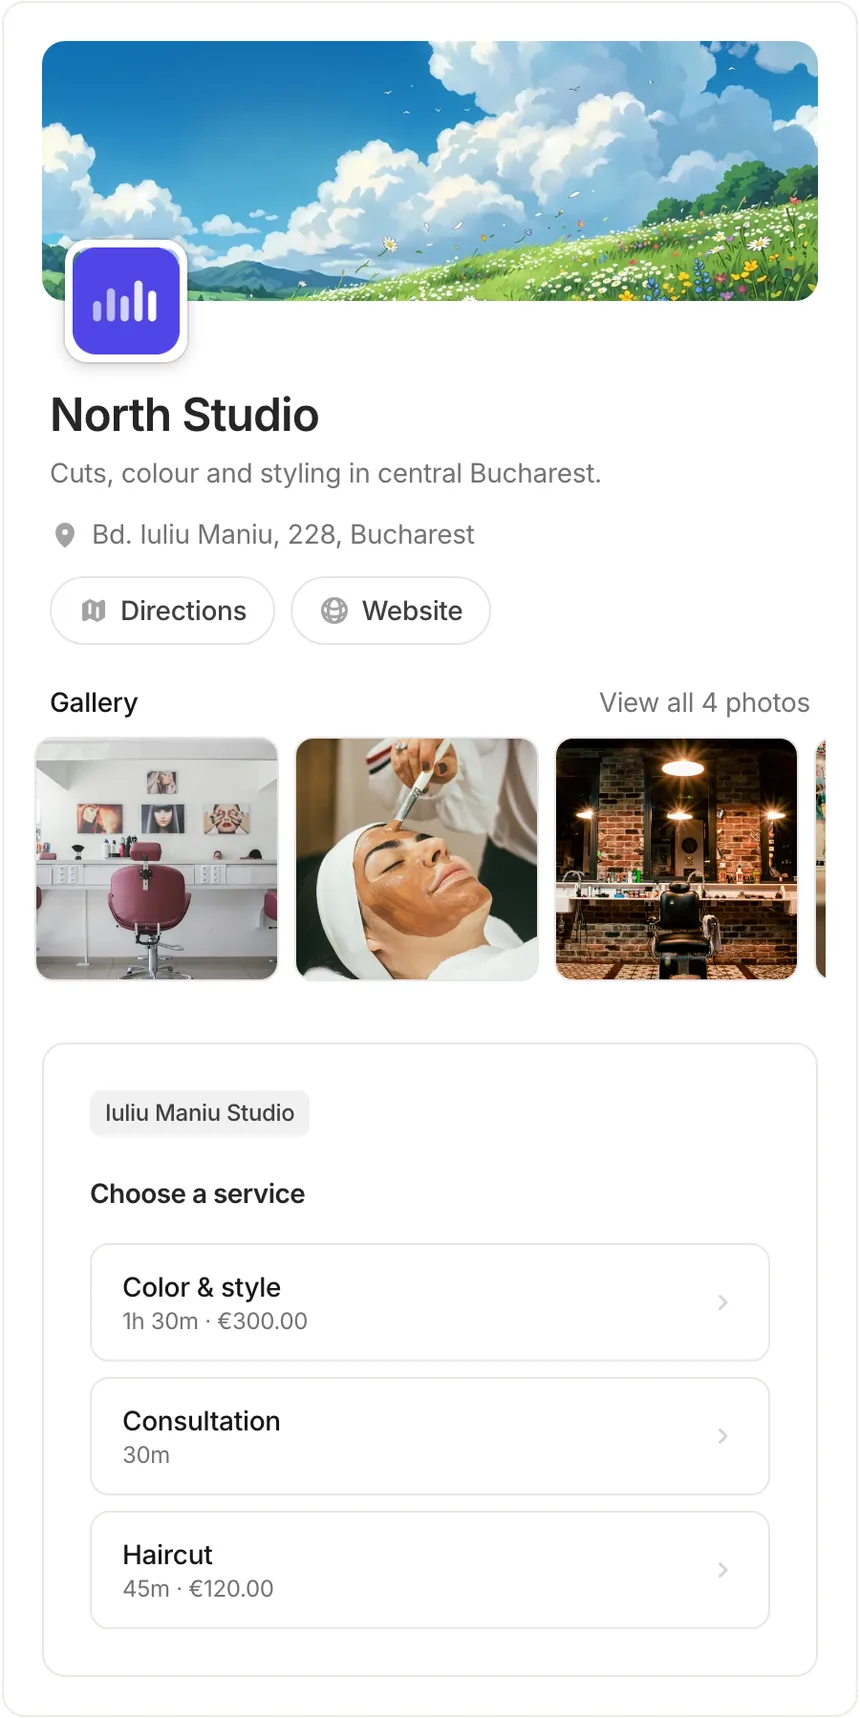 North Studio
Cuts, colour and styling in central Bucharest.
Bd. Iuliu Maniu, 228, Bucharest
Directions
Website
Gallery
View all 4 photos
Iuliu Maniu Studio
Choose a service
Color & style
1h 30m · €300.00
Consultation
30m
Haircut
45m · €120.00